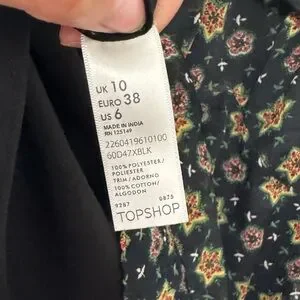 UK 10
EURO 38
US 6
MADE IN INDIA
RN 125149
2260419610100
60D47XBLK
100% POLYESTER/
POLIESTER
TRIM/ADORNO
100% COTTON/
ALGODON
9287 0873
TOPSHOP